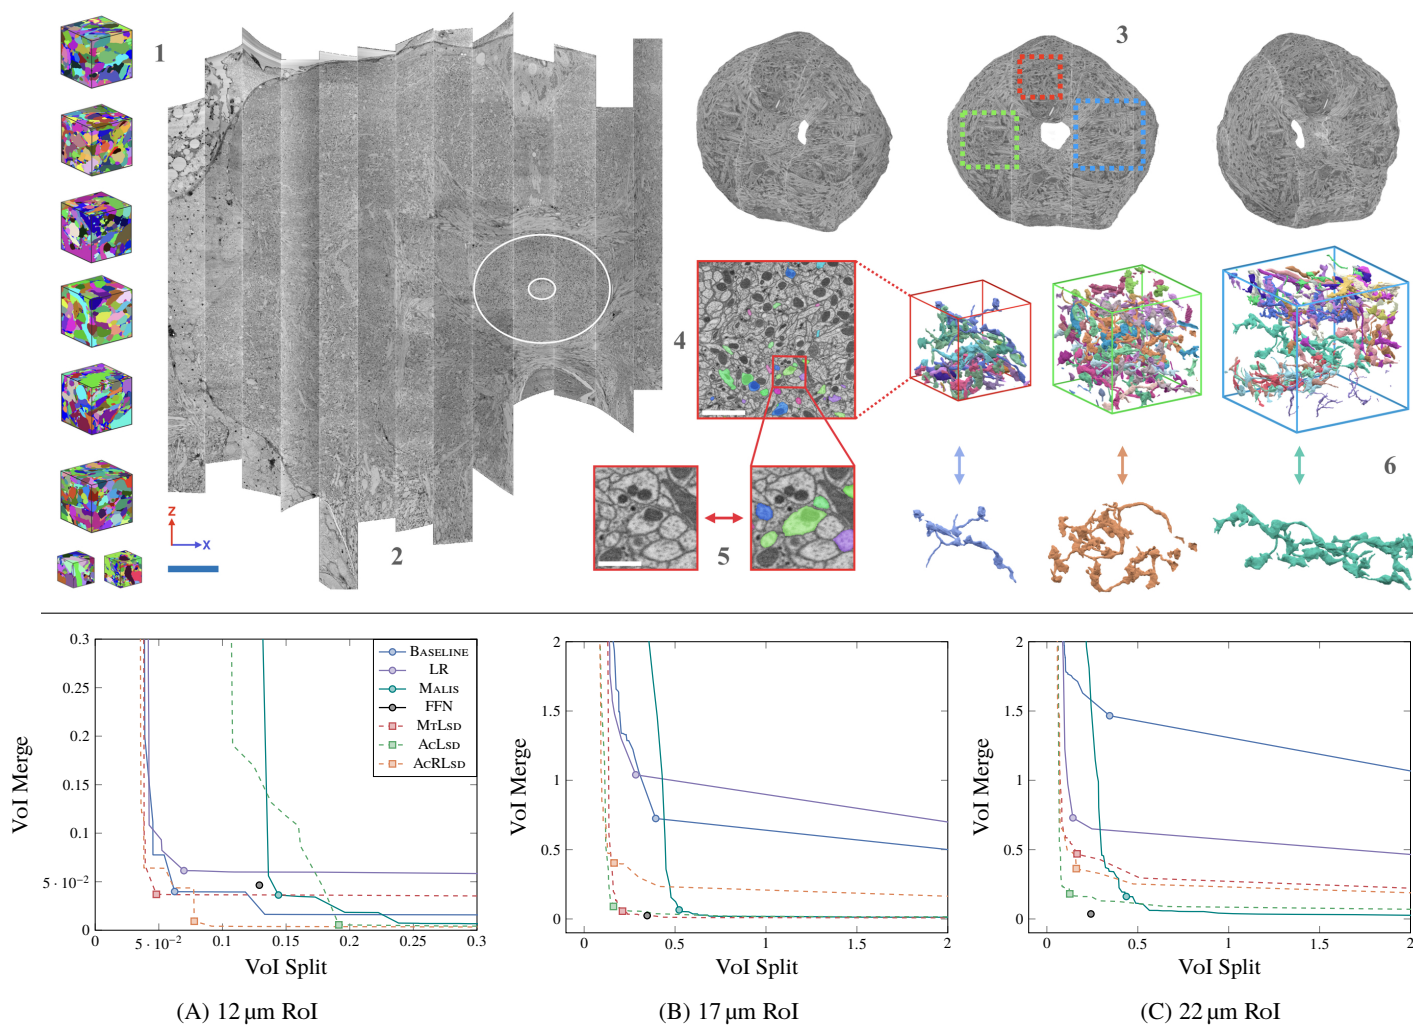 1
2
3
4
5
6
Z
X
VoI Merge
0.3
0.25
0.2
0.15
0.1
5 · 10⁻²
0
0
5 · 10⁻²
0.1
0.15
0.2
0.25
0.3
VoI Split
BASELINE
LR
MALIS
FFN
MTLSD
ACLSD
ACRLSD
(A) 12 µm RoI
VoI Merge
2
1.5
1
0.5
0
0
0.5
1
1.5
2
VoI Split
(B) 17 µm RoI
VoI Merge
2
1.5
1
0.5
0
0
0.5
1
1.5
2
VoI Split
(C) 22 µm RoI